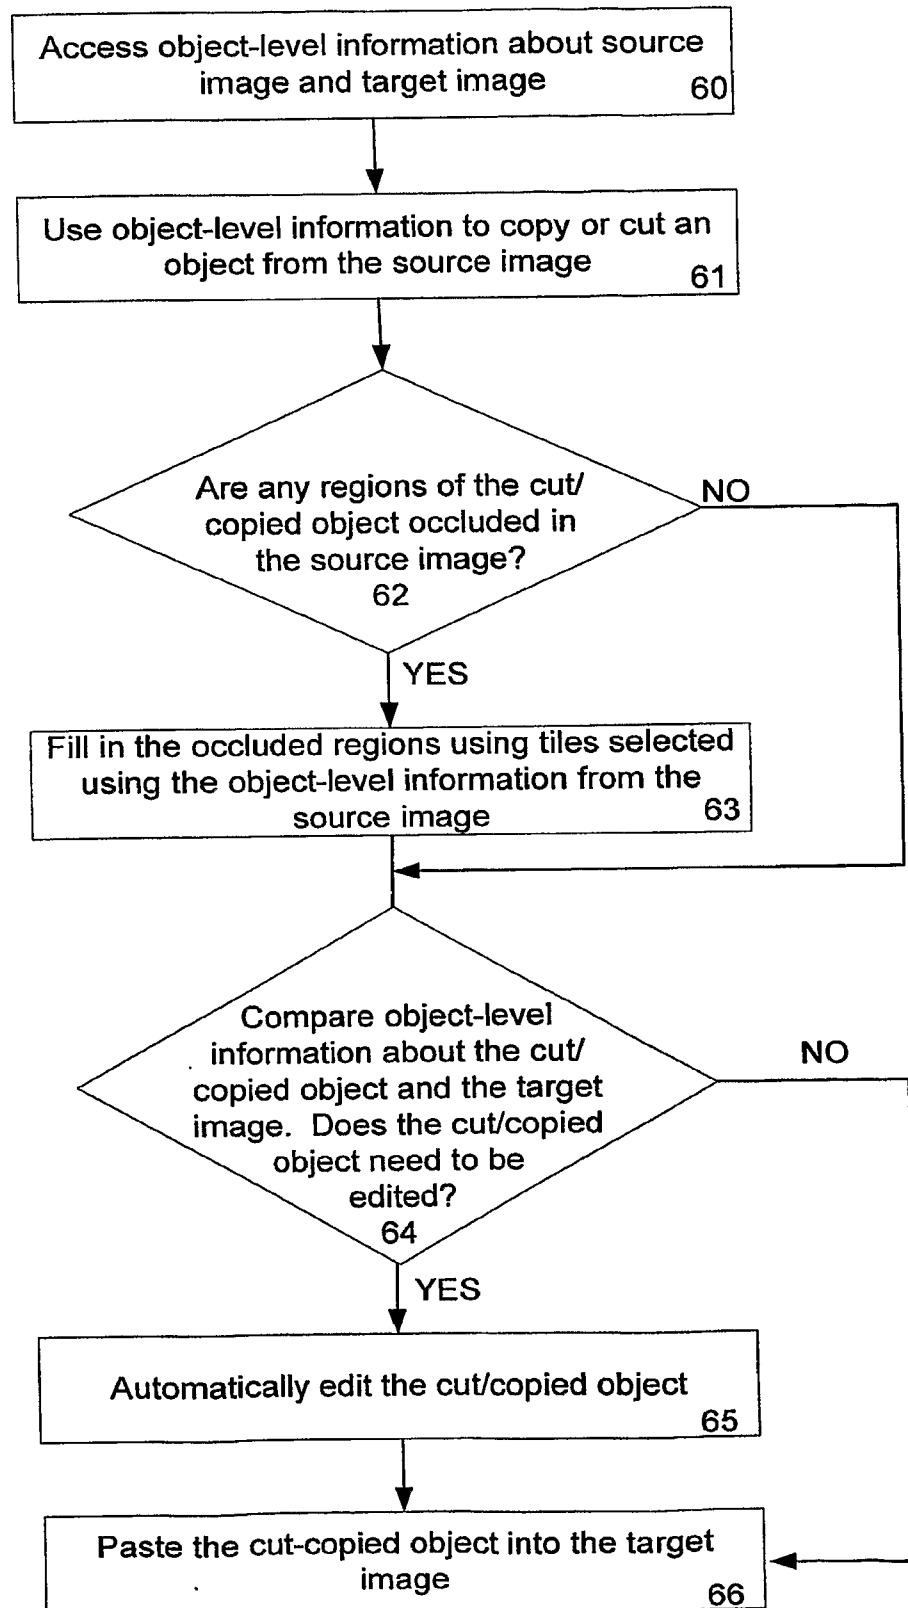 Access object-level information about source
image and target image
60
Use object-level information to copy or cut an
object from the source image
61
Are any regions of the cut/
copied object occluded in
the source image?
62
NO
YES
Fill in the occluded regions using tiles selected
using the object-level information from the
source image
63
Compare object-level
information about the cut/
copied object and the target
image. Does the cut/copied
object need to be
edited?
64
NO
YES
Automatically edit the cut/copied object
65
Paste the cut-copied object into the target
image
66